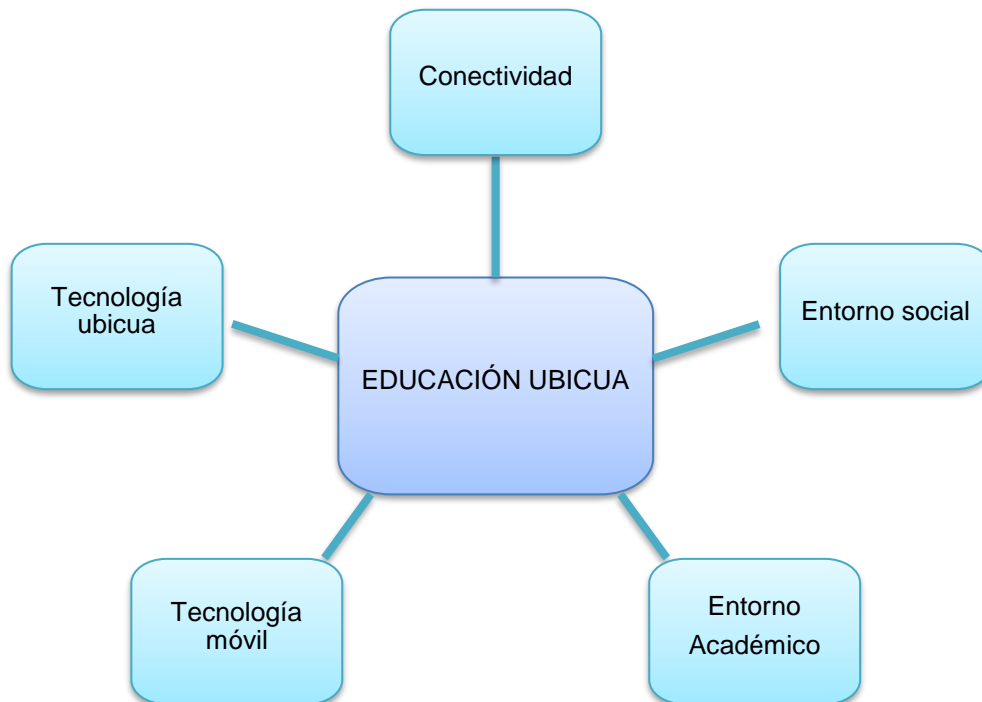 Conectividad
Tecnología
ubicua
Entorno social
EDUCACIÓN UBICUA
Tecnología
móvil
Entorno
Académico